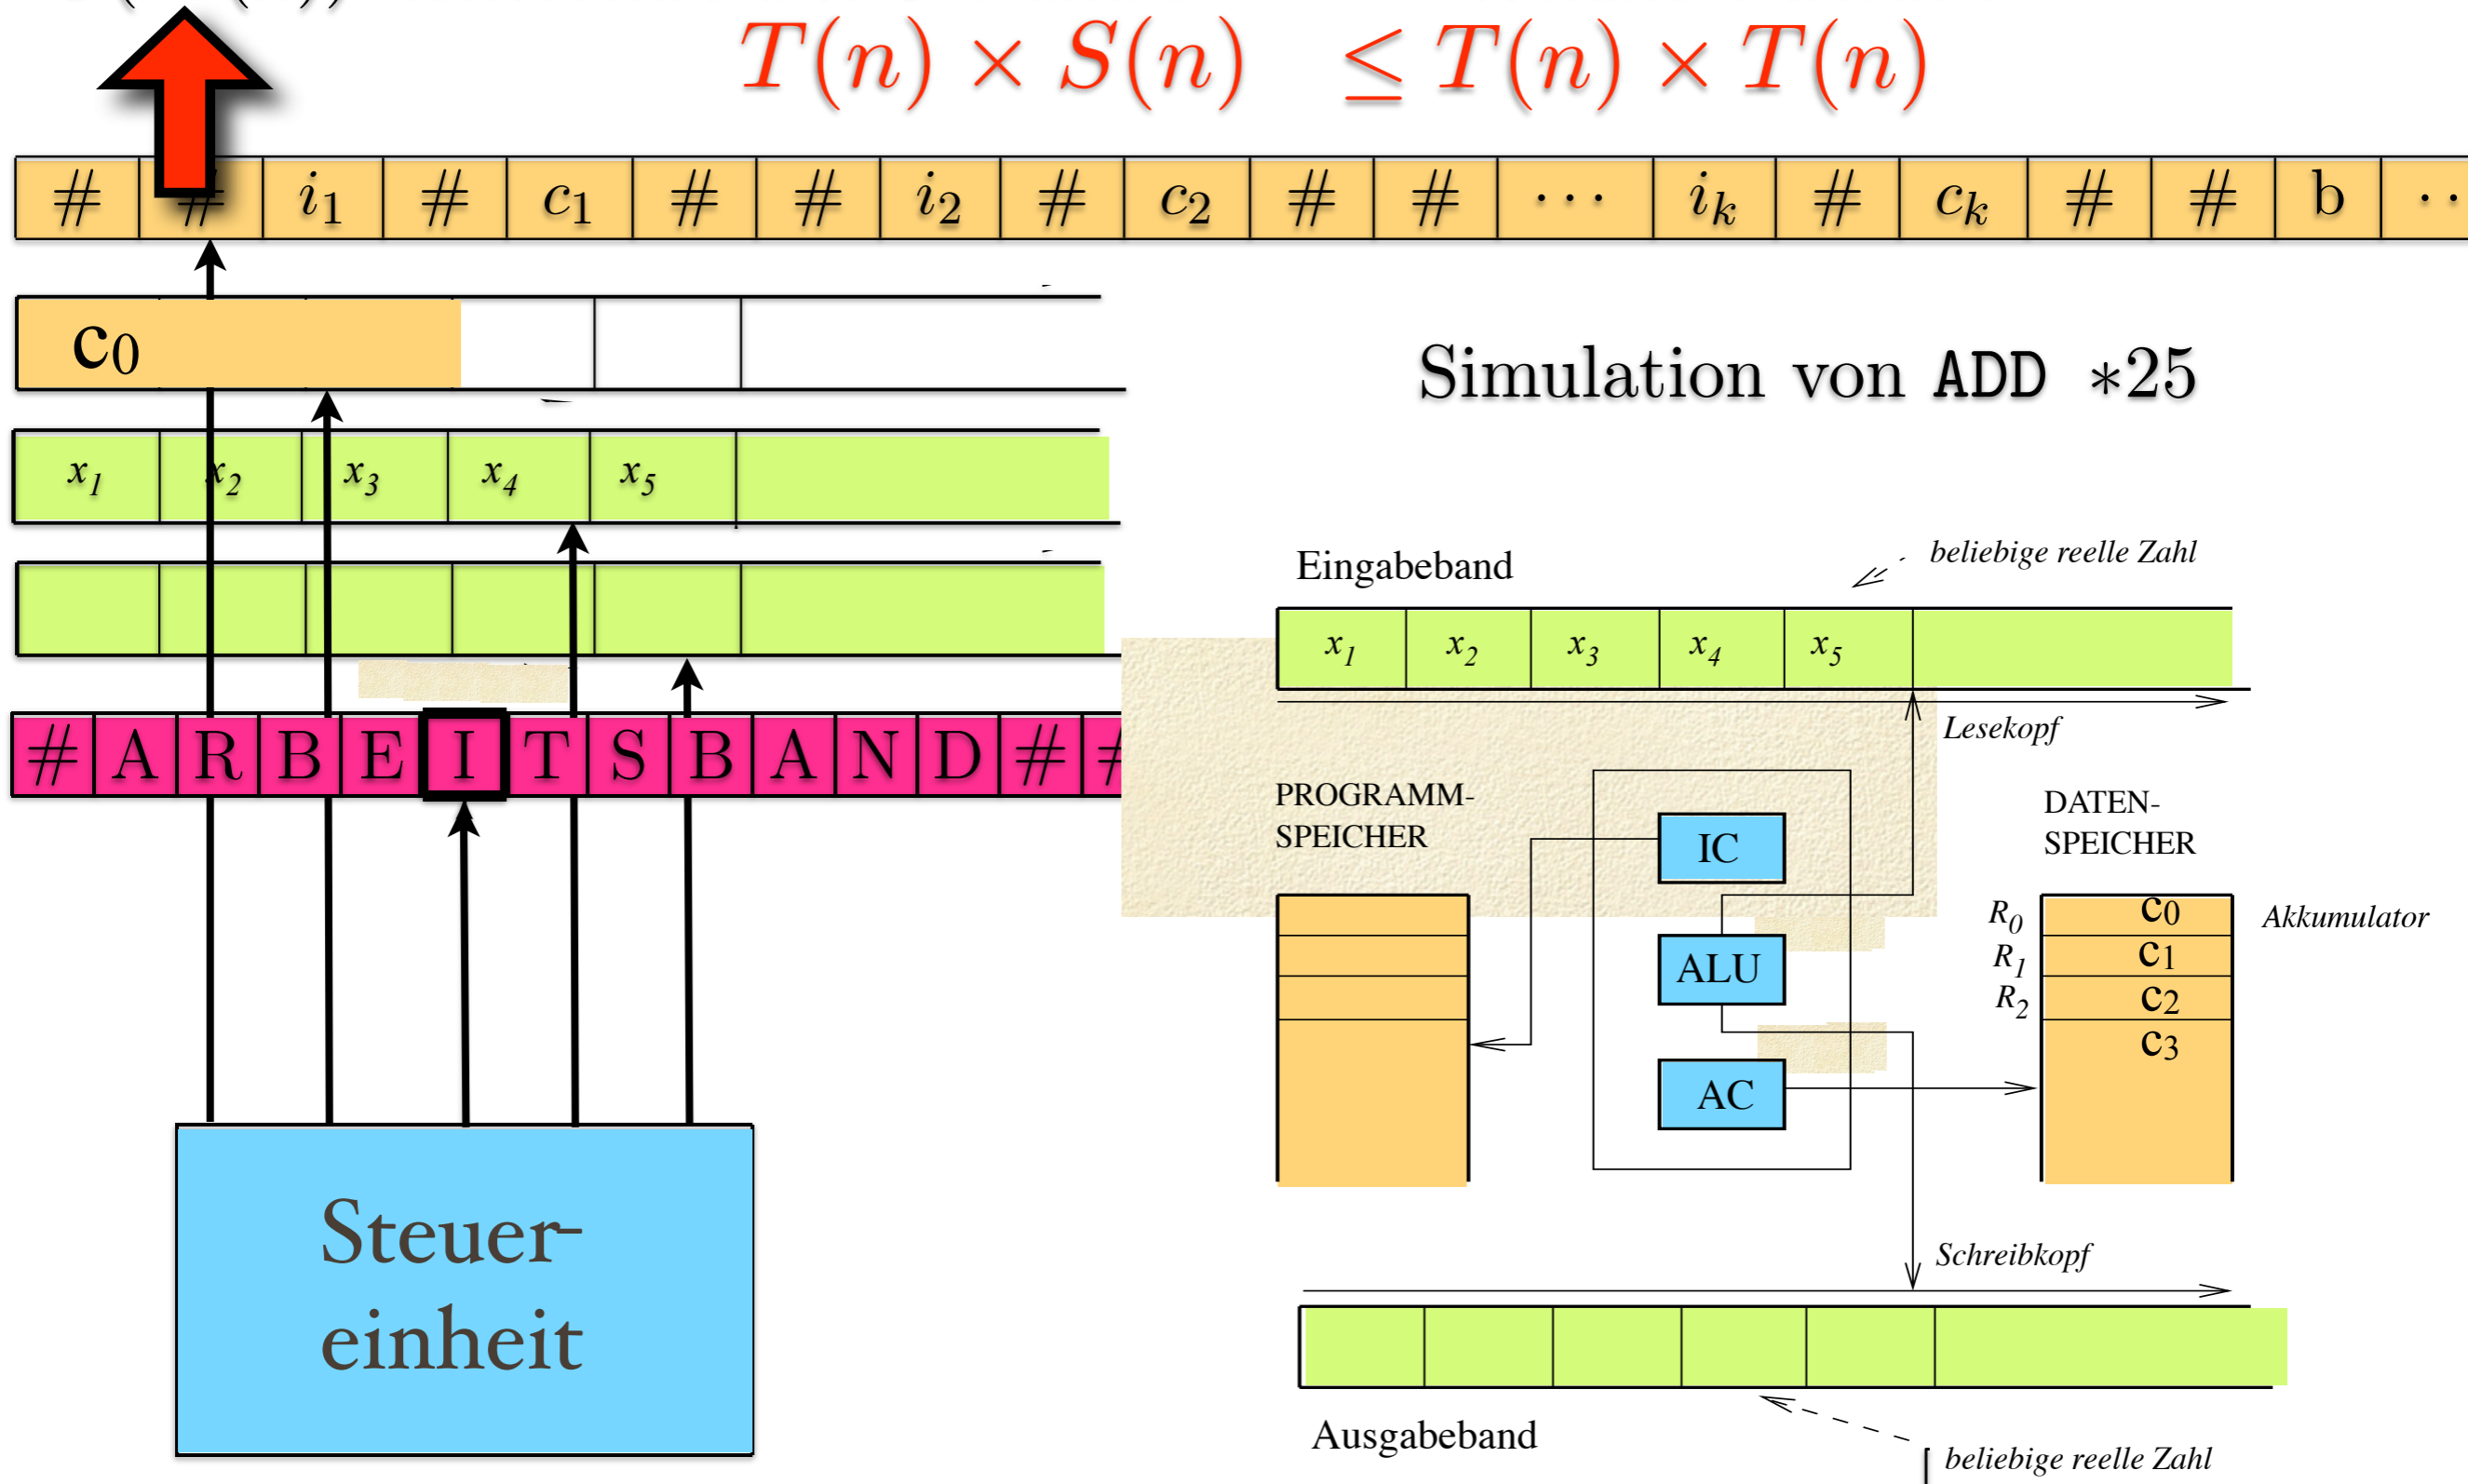 T(n) × S(n) ≤ T(n) × T(n)
# # i₁ # c₁ # # i₂ # c₂ # # ··· iₖ # cₖ # # b ··
c₀
Simulation von ADD *25
x₁ x₂ x₃ x₄ x₅
# A R B E I T S B A N D # #
Steuer-
einheit
Eingabeband
beliebige reelle Zahl
x₁ x₂ x₃ x₄ x₅
Lesekopf
PROGRAMM-
SPEICHER
IC
ALU
AC
DATEN-
SPEICHER
R₀ c₀ Akkumulator
R₁ c₁
R₂ c₂
c₃
Schreibkopf
Ausgabeband
beliebige reelle Zahl